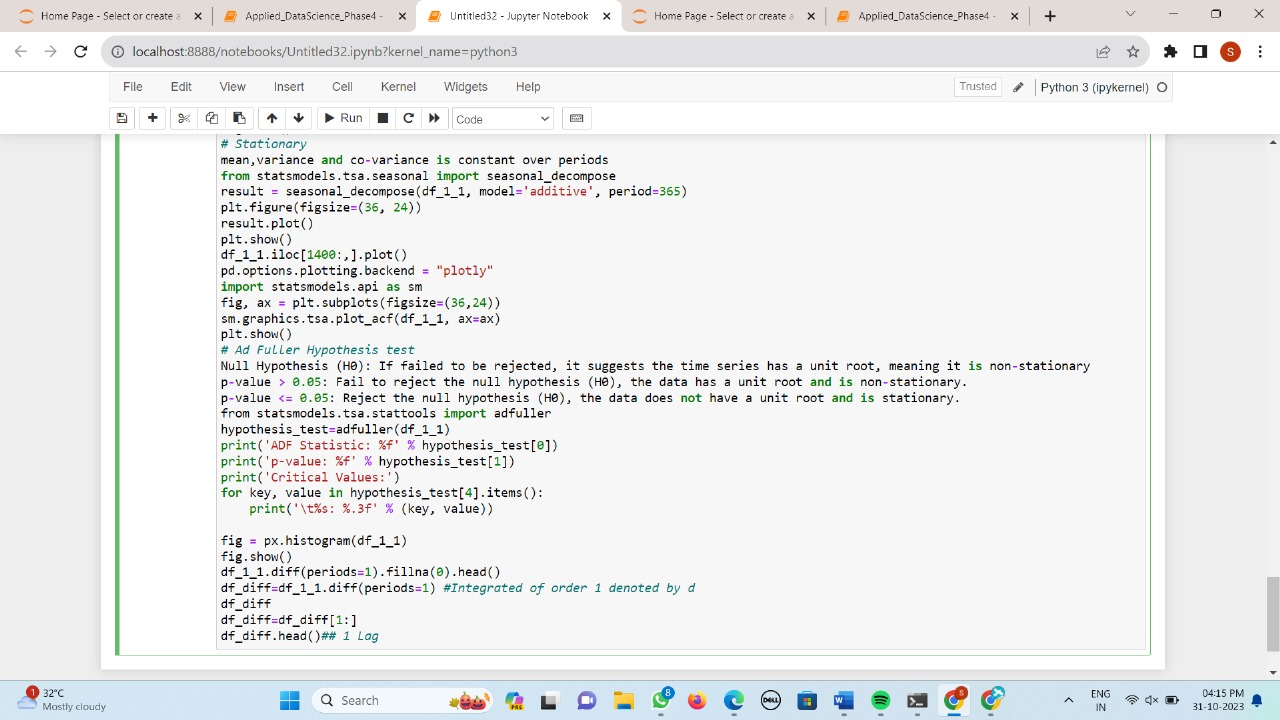 Home Page - Select or create a
Applied_DataScience_Phase4 -
Untitled32 - Jupyter Notebook
Home Page - Select or create a
Applied_DataScience_Phase4 -
localhost:8888/notebooks/Untitled32.ipynb?kernel_name=python3
S
File Edit View Insert Cell Kernel Widgets Help
Trusted
Python 3 (ipykernel)
Run
Code
# Stationary
mean,variance and co-variance is constant over periods
from statsmodels.tsa.seasonal import seasonal_decompose
result = seasonal_decompose(df_1_1, model='additive', period=365)
plt.figure(figsize=(36, 24))
result.plot()
plt.show()
df_1_1.iloc[1400:,].plot()
pd.options.plotting.backend = "plotly"
import statsmodels.api as sm
fig, ax = plt.subplots(figsize=(36,24))
sm.graphics.tsa.plot_acf(df_1_1, ax=ax)
plt.show()
# Ad Fuller Hypothesis test
Null Hypothesis (H0): If failed to be rejected, it suggests the time series has a unit root, meaning it is non-stationary
p-value > 0.05: Fail to reject the null hypothesis (H0), the data has a unit root and is non-stationary.
p-value <= 0.05: Reject the null hypothesis (H0), the data does not have a unit root and is stationary.
from statsmodels.tsa.stattools import adfuller
hypothesis_test=adfuller(df_1_1)
print('ADF Statistic: %f' % hypothesis_test[0])
print('p-value: %f' % hypothesis_test[1])
print('Critical Values:')
for key, value in hypothesis_test[4].items():
    print('\t%s: %.3f' % (key, value))
fig = px.histogram(df_1_1)
fig.show()
df_1_1.diff(periods=1).fillna(0).head()
df_diff=df_1_1.diff(periods=1) #Integrated of order 1 denoted by d
df_diff
df_diff=df_diff[1:]
df_diff.head()## 1 Lag
1
32°C
Mostly cloudy
Search
PRE
8
DELL
S
ENG
IN
04:15 PM
31-10-2023